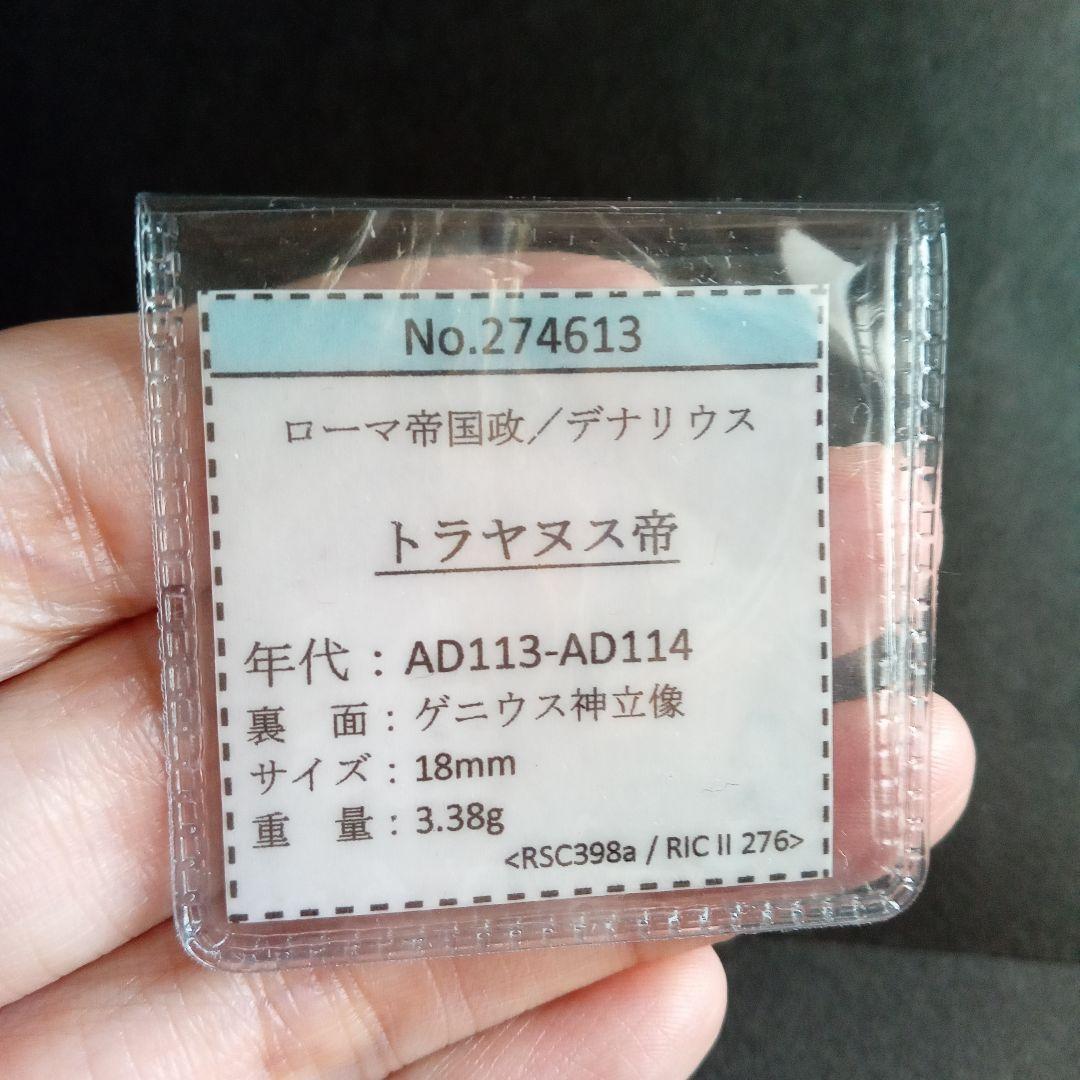 No.274613
ローマ帝国政／デナリウス
トラヤヌス帝
年代：AD113-AD114
裏　面：ゲニウス神立像
サイズ：18mm
重　量：3.38g
<RSC398a / RIC II 276>